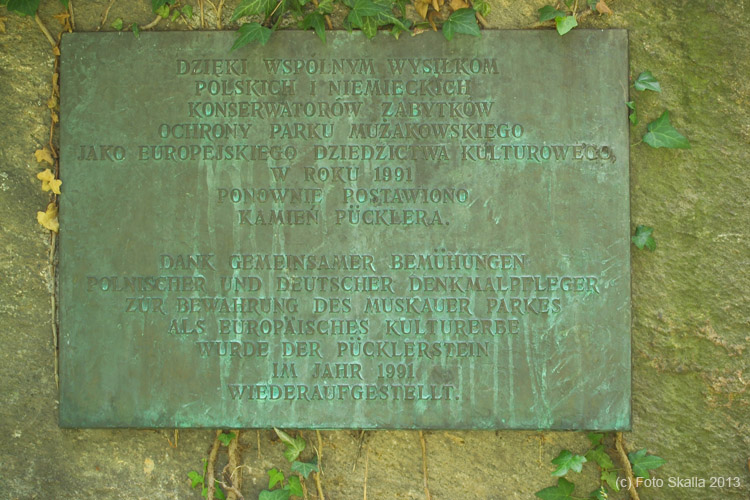 DZIĘKI WSPÓLNYM WYSIŁKOM
POLSKICH I NIEMIECKICH
KONSERWATORÓW ZABYTKÓW
OCHRONY PARKU MUŻAKOWSKIEGO
JAKO EUROPEJSKIEGO DZIEDZICTWA KULTUROWEGO,
W ROKU 1991
PONOWNIE POSTAWIONO
KAMIEŃ PÜCKLERA.
DANK GEMEINSAMER BEMÜHUNGEN
POLNISCHER UND DEUTSCHER DENKMALPFLEGER
ZUR BEWAHRUNG DES MUSKAUER PARKES
ALS EUROPÄISCHES KULTURERBE
WURDE DER PÜCKLERSTEIN
IM JAHR 1991
WIEDERAUFGESTELLT.
(c) Foto Skalla 2013